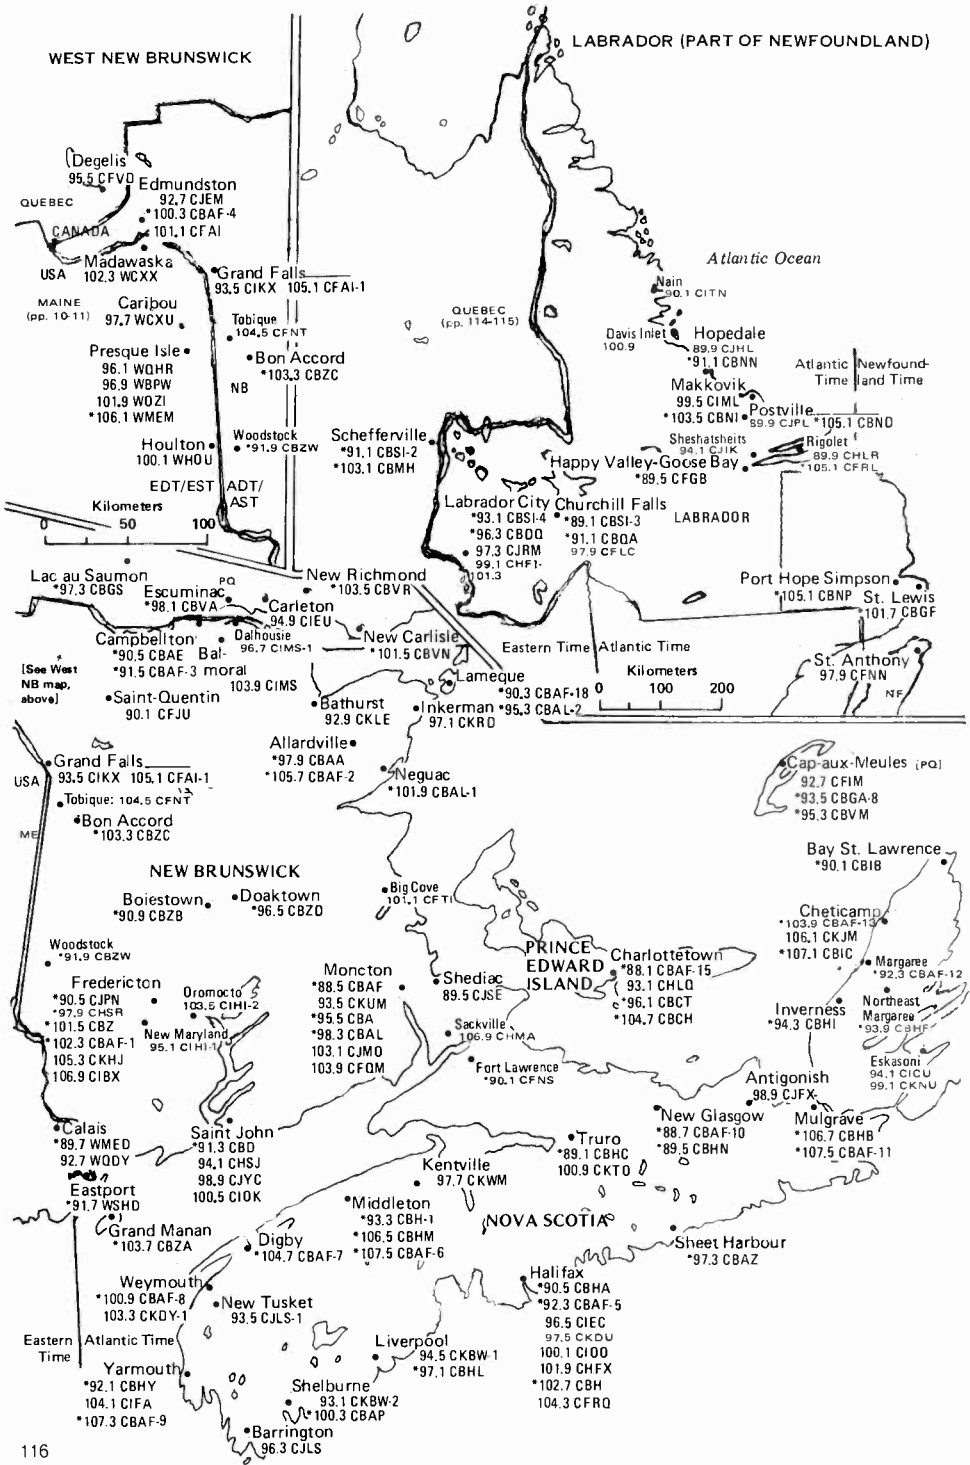 WEST NEW BRUNSWICK
Degelis
95.5 CFVD
Edmundston
92.7 CJEM
*100.3 CBAF-4
101.1 CFAI
QUEBEC
CANADA
USA
Madawaska
102.3 WCXX
Grand Falls
93.5 CIKX 105.1 CFAI-1
MAINE
(pp. 10-11)
Caribou
97.7 WCXU
Tobique
104.5 CFNT
Presque Isle
96.1 WQHR
96.9 WBPW
101.9 WOZI
*106.1 WMEM
Bon Accord
*103.3 CBZC
NB
Houlton
100.1 WHOU
Woodstock
*91.9 CBZW
EDT/EST
ADT/
AST
Kilometers
0 50 100
LABRADOR (PART OF NEWFOUNDLAND)
Atlantic Ocean
Nain
90.1 CITN
QUEBEC
(pp. 114-115)
Davis Inlet
100.9
Hopedale
89.9 CJHL
*91.1 CBNN
Atlantic
Time
Newfound-
land Time
Makkovik
99.5 CIML
*103.5 CBNI
Postville
89.9 CJPL *105.1 CBND
Schefferville
*91.1 CBSI-2
*103.1 CBMH
Sheshatsheits
94.1 CJIK
Rigolet
89.9 CHLR
*105.1 CFRL
Happy Valley-Goose Bay
*89.5 CFGB
Labrador City
*93.1 CBSI-4
*96.3 CBDQ
97.3 CJRM
99.1 CHF1-
101.3
Churchill Falls
*89.1 CBSI-3
*91.1 CBQA
97.9 CFLC
LABRADOR
Port Hope Simpson
*105.1 CBNP
St. Lewis
101.7 CBGF
Eastern Time
Atlantic Time
St. Anthony
97.9 CFNN
NF
Kilometers
0 100 200
Lac au Saumon
*97.3 CBGS
Escuminac
PQ
*98.1 CBVA
New Richmond
*103.5 CBVR
Carleton
94.9 CIEU
Campbellton
*90.5 CBAE
*91.5 CBAF-3
Dalhousie
96.7 CIMS-1
Bal-
moral
103.9 CIMS
New Carlisle
*101.5 CBVN
[See West
NB map,
above]
Saint-Quentin
90.1 CFJU
Lameque
*90.3 CBAF-18
*95.3 CBAL-2
Bathurst
92.9 CKLE
Inkerman
97.1 CKRO
Allardville
*97.9 CBAA
*105.7 CBAF-2
Grand Falls
93.5 CIKX 105.1 CFAI-1
USA
Tobique: 104.5 CFNT
Neguac
*101.9 CBAL-1
Cap-aux-Meules [PQ]
92.7 CFIM
*93.5 CBGA-8
*95.3 CBVM
ME
Bon Accord
*103.3 CBZC
Bay St. Lawrence
*90.1 CBIB
NEW BRUNSWICK
Boiestown
*90.9 CBZB
Doaktown
*96.5 CBZD
Big Cove
101.1 CFTI
Cheticamp
*103.9 CBAF-13
106.1 CKJM
*107.1 CBIC
PRINCE
EDWARD
ISLAND
Charlottetown
*88.1 CBAF-15
93.1 CHLQ
*96.1 CBCT
*104.7 CBCH
Woodstock
*91.9 CBZW
Margaree
*92.3 CBAF-12
Fredericton
*90.5 CJPN
*97.9 CHSR
*101.5 CBZ
*102.3 CBAF-1
105.3 CKHJ
106.9 CIBX
Oromocto
103.5 CIHI-2
New Maryland
95.1 CIHI-1
Moncton
*88.5 CBAF
93.5 CKUM
*95.5 CBA
*98.3 CBAL
103.1 CJMO
103.9 CFQM
Shediac
89.5 CJSE
Inverness
*94.3 CBHI
Northeast
Margaree
*93.9 CBHF
Sackville
106.9 CHMA
Fort Lawrence
*90.1 CFNS
Eskasoni
94.1 CICU
99.1 CKNU
Antigonish
98.9 CJFX
Calais
*89.7 WMED
92.7 WQDY
Saint John
*91.3 CBD
94.1 CHSJ
98.9 CJYC
100.5 CIOK
New Glasgow
*88.7 CBAF-10
*89.5 CBHN
Mulgrave
*106.7 CBHB
*107.5 CBAF-11
Truro
*89.1 CBHC
100.9 CKTO
Kentville
97.7 CKWM
Eastport
*91.7 WSHD
Middleton
*93.3 CBH-1
*106.5 CBHM
*107.5 CBAF-6
NOVA SCOTIA
Grand Manan
*103.7 CBZA
Digby
*104.7 CBAF-7
Sheet Harbour
*97.3 CBAZ
Weymouth
*100.9 CBAF-8
103.3 CKDY-1
New Tusket
93.5 CJLS-1
Halifax
*90.5 CBHA
*92.3 CBAF-5
96.5 CIEC
97.5 CKDU
100.1 CIOO
101.9 CHFX
*102.7 CBH
104.3 CFRQ
Eastern
Time
Atlantic Time
Liverpool
94.5 CKBW-1
*97.1 CBHL
Yarmouth
*92.1 CBHY
104.1 CIFA
*107.3 CBAF-9
Shelburne
93.1 CKBW-2
*100.3 CBAP
Barrington
96.3 CJLS
116